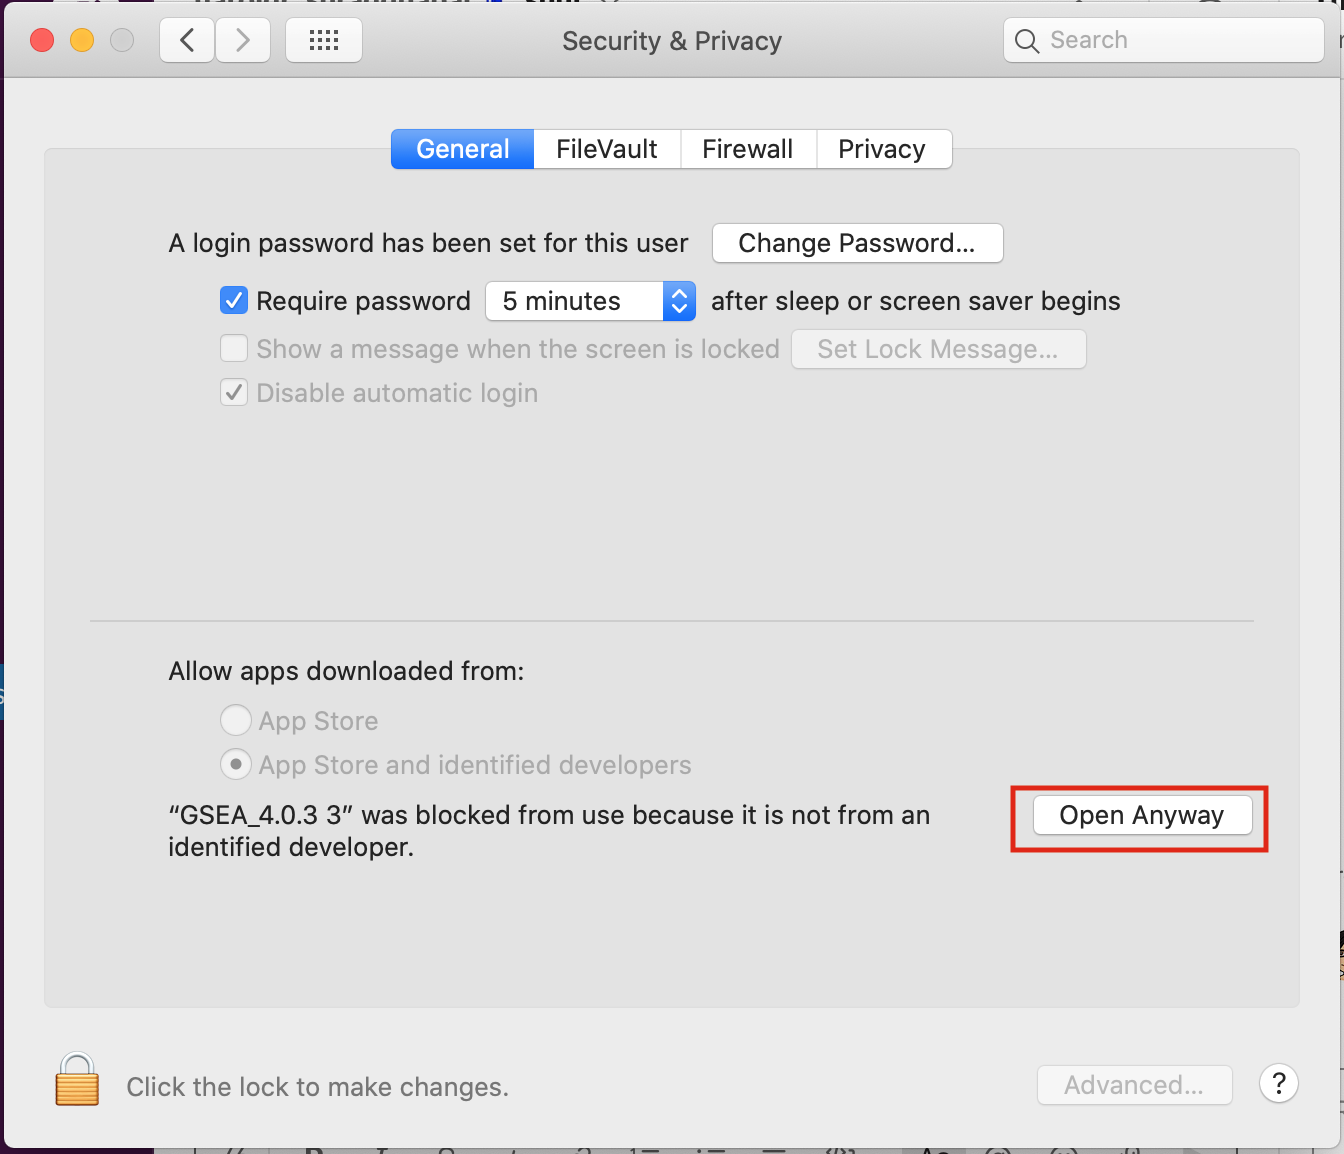 Security & Privacy
Search
General
FileVault
Firewall
Privacy
A login password has been set for this user
Change Password...
Require password
5 minutes
after sleep or screen saver begins
Show a message when the screen is locked
Set Lock Message...
Disable automatic login
Allow apps downloaded from:
App Store
App Store and identified developers
“GSEA_4.0.3 3” was blocked from use because it is not from an
identified developer.
Open Anyway
Click the lock to make changes.
Advanced...
?